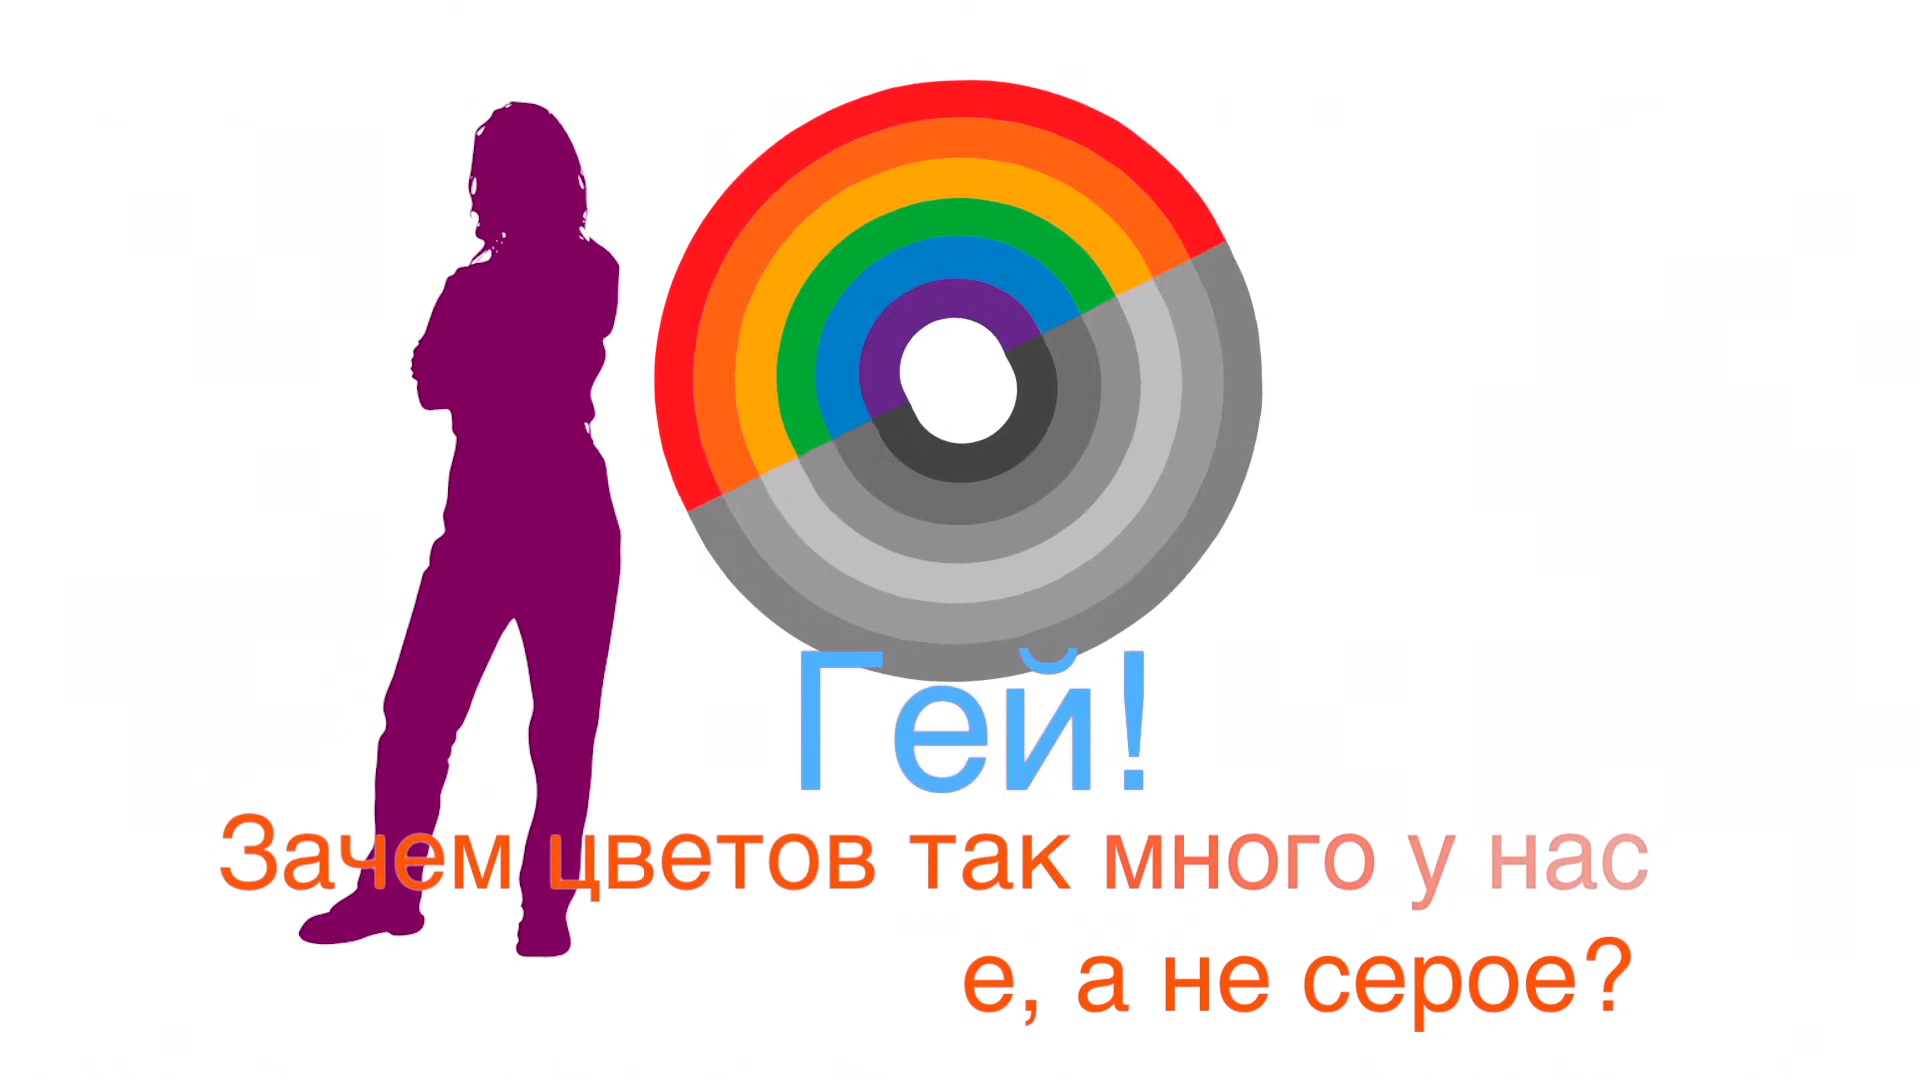 Гей!
Зачем цветов так много у нас
е, а не серое?